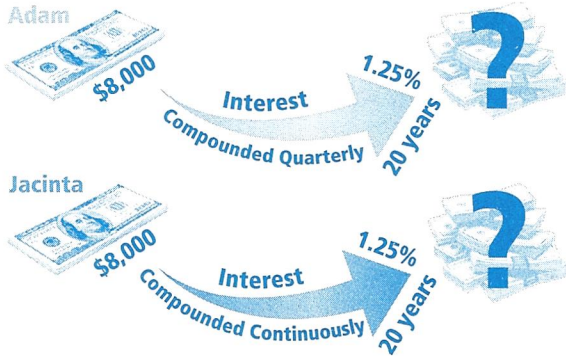 Adam
$8,000
Interest
Compounded Quarterly
1.25%
20 years
?
Jacinta
$8,000
Interest
Compounded Continuously
1.25%
20 years
?